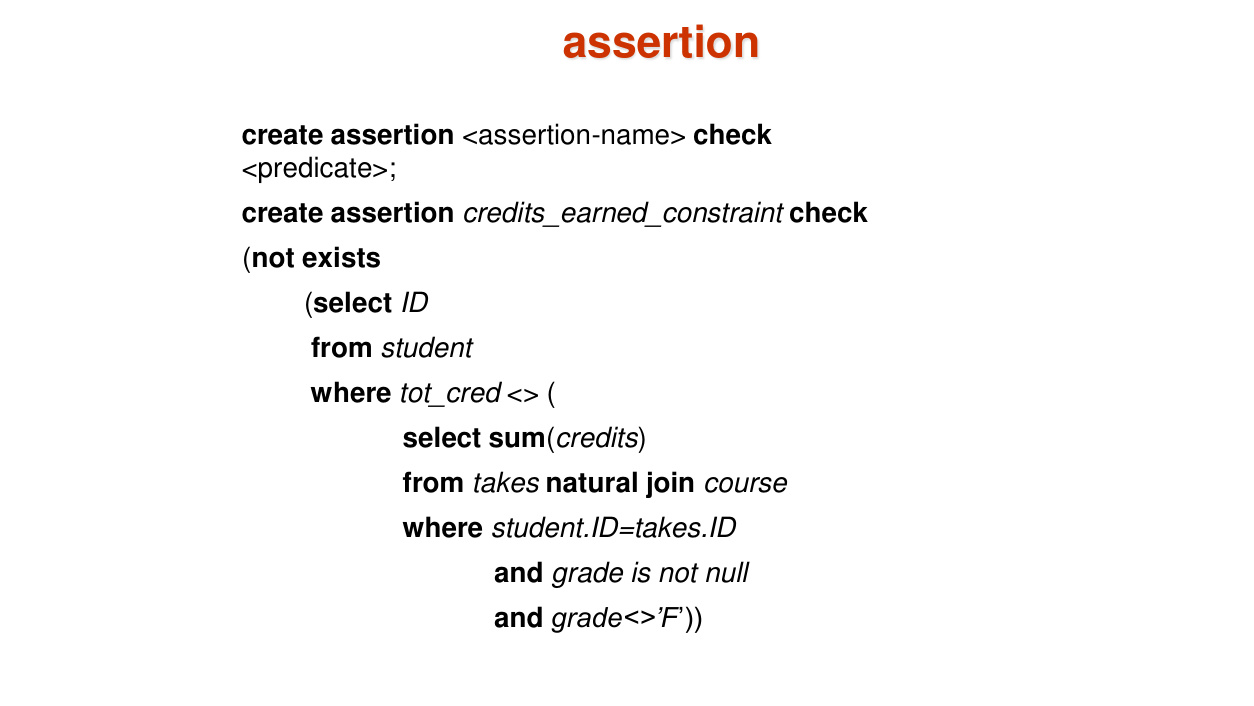 assertion
create assertion <assertion-name> check
<predicate>;
create assertion credits_earned_constraint check
(not exists
(select ID
from student
where tot_cred <> (
select sum(credits)
from takes natural join course
where student.ID=takes.ID
and grade is not null
and grade<>’F’))